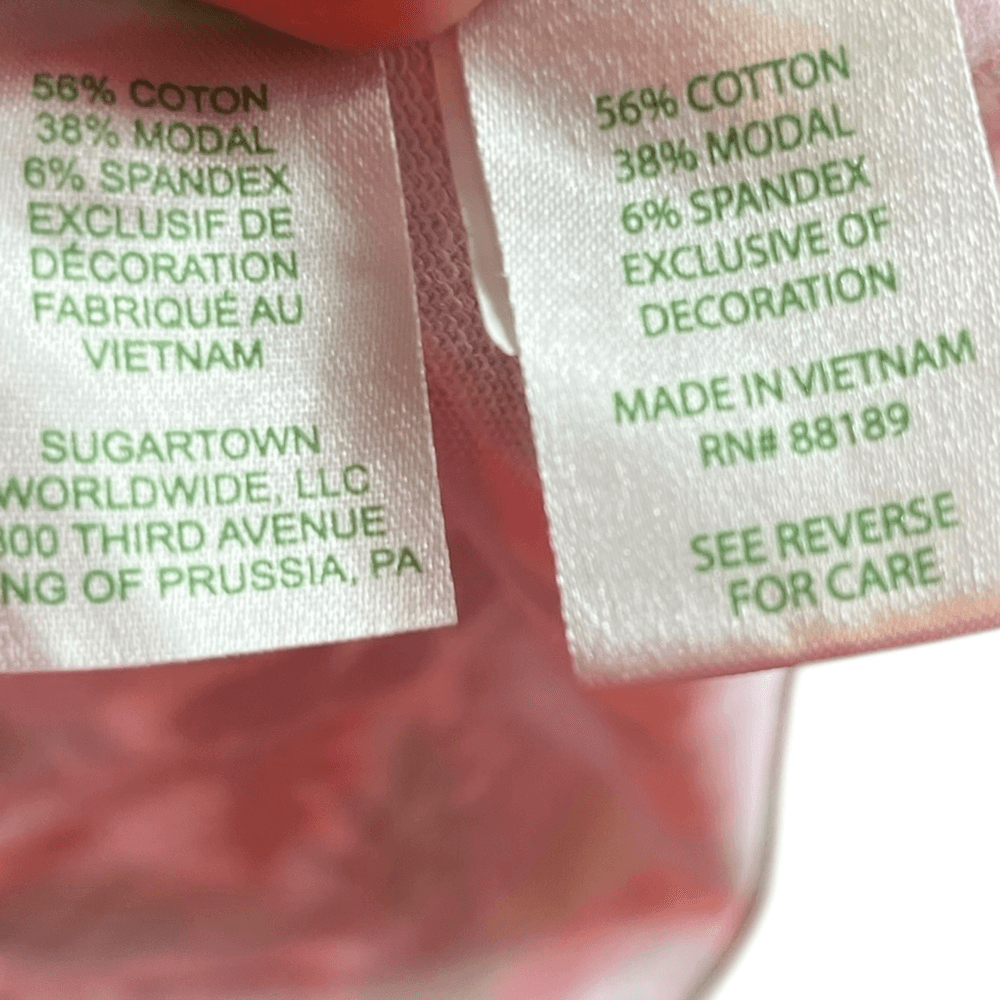 56% COTON
38% MODAL
6% SPANDEX
EXCLUSIF DE
DÉCORATION
FABRIQUÉ AU
VIETNAM
SUGARTOWN
WORLDWIDE, LLC
THIRD AVENUE
OF PRUSSIA, PA
56% COTTON
38% MODAL
6% SPANDEX
EXCLUSIVE OF
DECORATION
MADE IN VIETNAM
RN# 88189
SEE REVERSE
FOR CARE